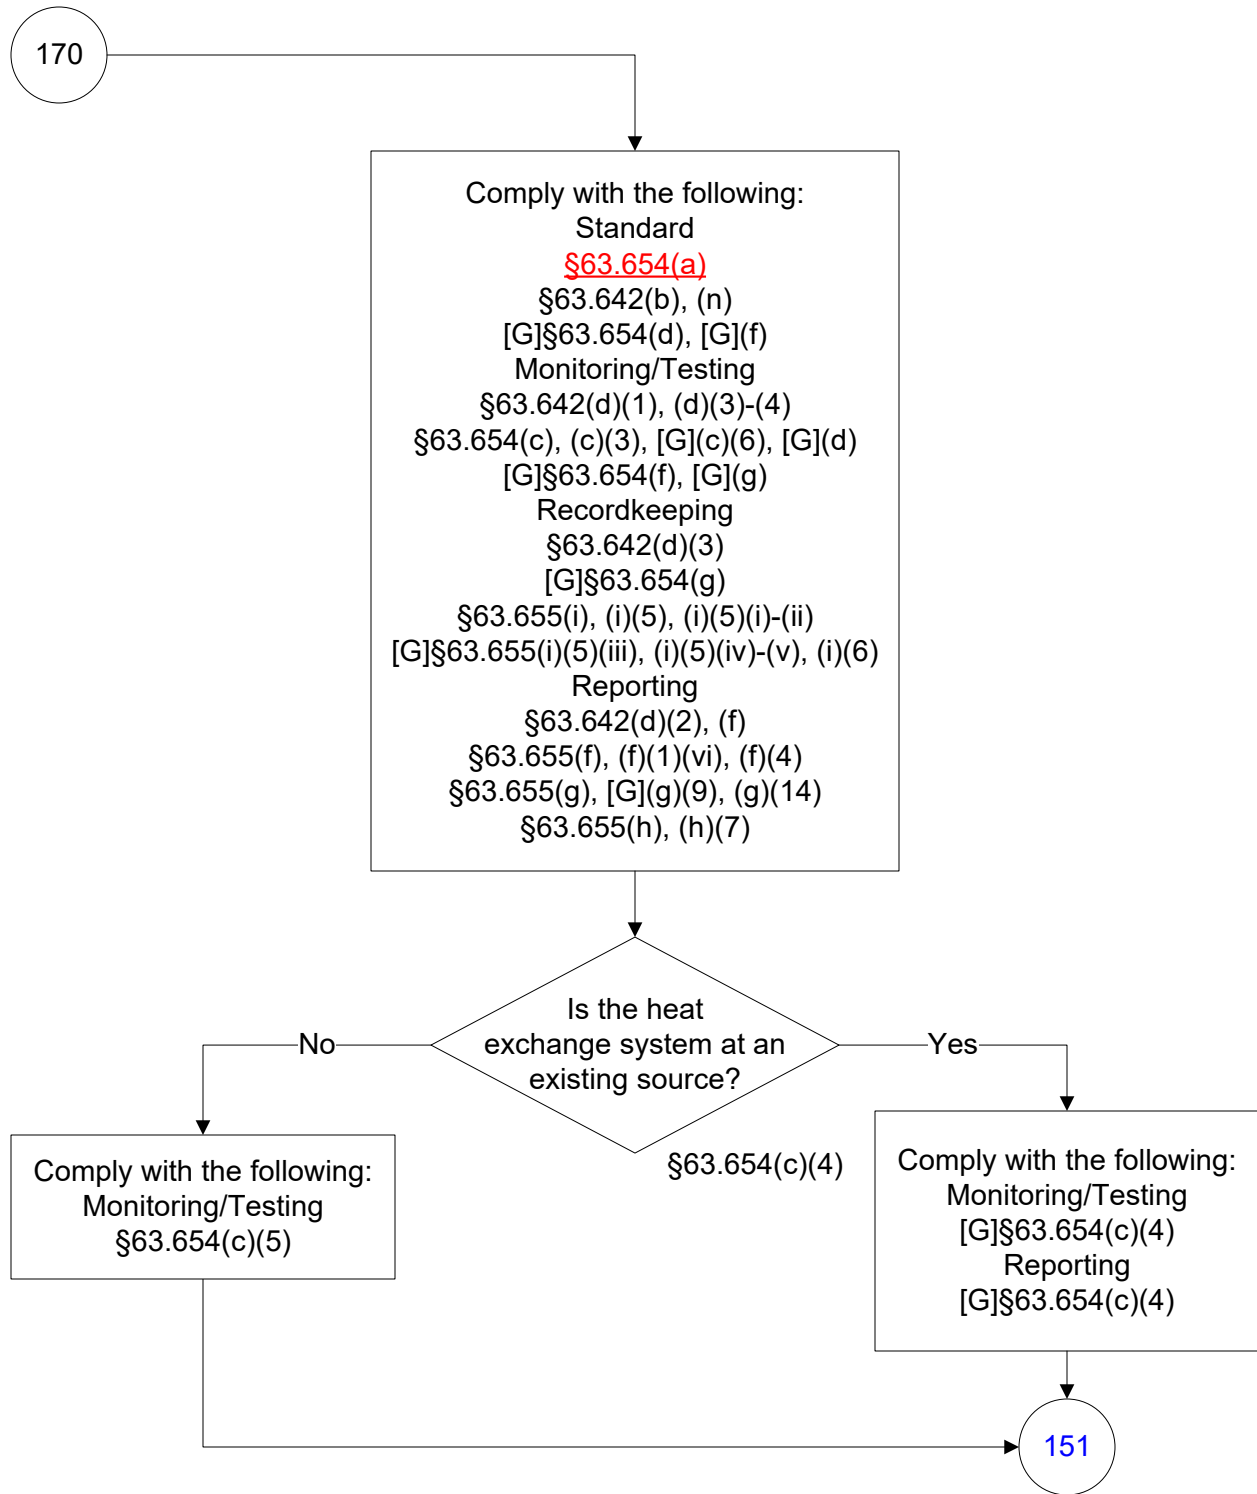 170
Comply with the following:
Standard
§63.654(a)
§63.642(b), (n)
[G]§63.654(d), [G](f)
Monitoring/Testing
§63.642(d)(1), (d)(3)-(4)
§63.654(c), (c)(3), [G](c)(6), [G](d)
[G]§63.654(f), [G](g)
Recordkeeping
§63.642(d)(3)
[G]§63.654(g)
§63.655(i), (i)(5), (i)(5)(i)-(ii)
[G]§63.655(i)(5)(iii), (i)(5)(iv)-(v), (i)(6)
Reporting
§63.642(d)(2), (f)
§63.655(f), (f)(1)(vi), (f)(4)
§63.655(g), [G](g)(9), (g)(14)
§63.655(h), (h)(7)
Is the heat
exchange system at an
existing source?
No
Yes
§63.654(c)(4)
Comply with the following:
Monitoring/Testing
§63.654(c)(5)
Comply with the following:
Monitoring/Testing
[G]§63.654(c)(4)
Reporting
[G]§63.654(c)(4)
151